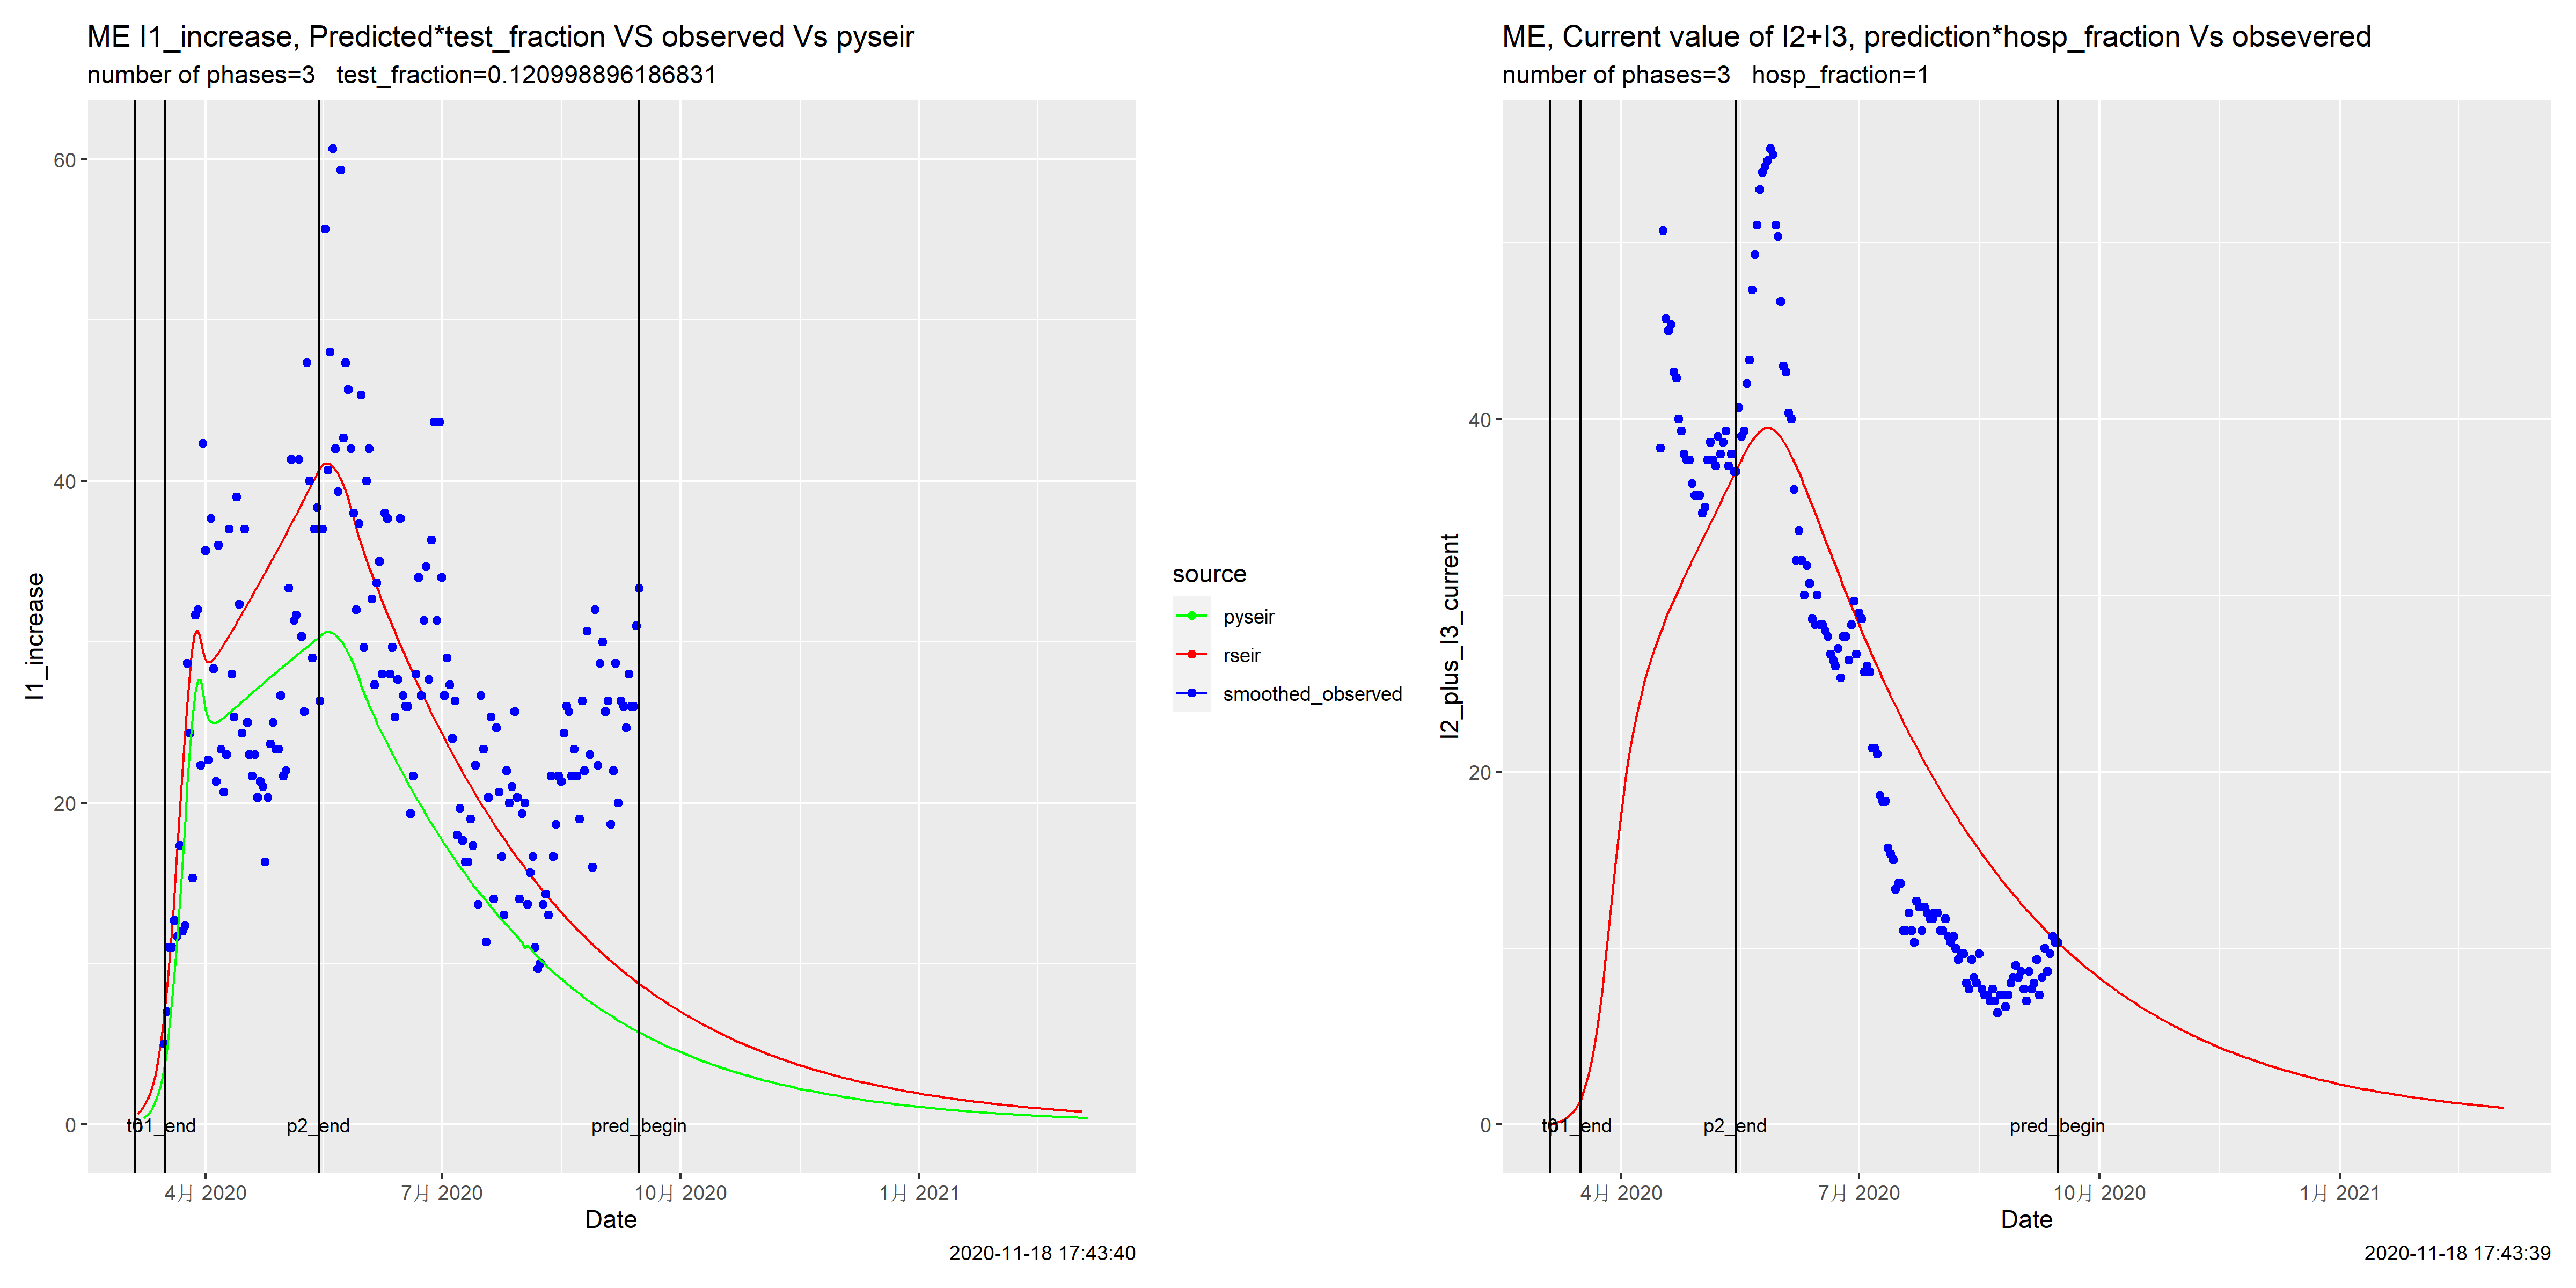 ME I1_increase, Predicted*test_fraction VS observed Vs pyseir
number of phases=3   test_fraction=0.120998896186831
I1_increase
60
40
20
0
t0
p1_end
p2_end
pred_begin
4月 2020
7月 2020
10月 2020
1月 2021
Date
2020-11-18 17:43:40
source
pyseir
rseir
smoothed_observed
ME, Current value of I2+I3, prediction*hosp_fraction Vs obsevered
number of phases=3   hosp_fraction=1
I2_plus_I3_current
40
20
0
t0
p1_end
p2_end
pred_begin
4月 2020
7月 2020
10月 2020
1月 2021
Date
2020-11-18 17:43:39